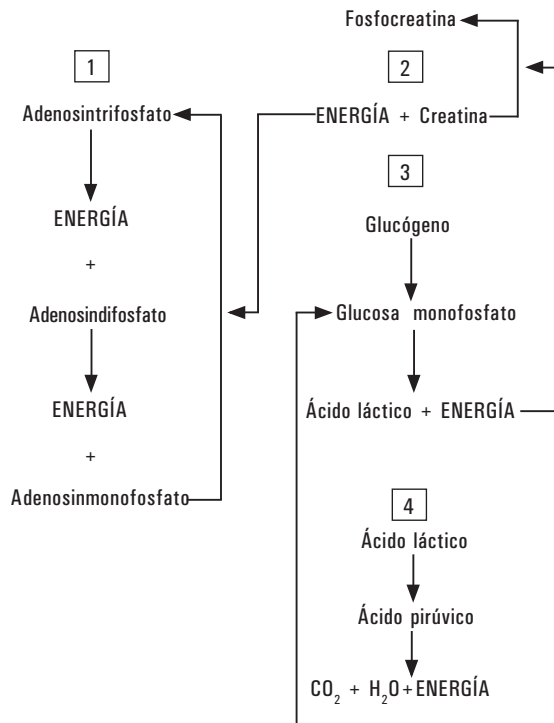 1
Adenosintrifosfato
ENERGÍA
+
Adenosindifosfato
ENERGÍA
+
Adenosinmonofosfato
Fosfocreatina
2
ENERGÍA + Creatina
3
Glucógeno
Glucosa monofosfato
Ácido láctico + ENERGÍA
4
Ácido láctico
Ácido pirúvico
CO₂ + H₂O+ENERGÍA